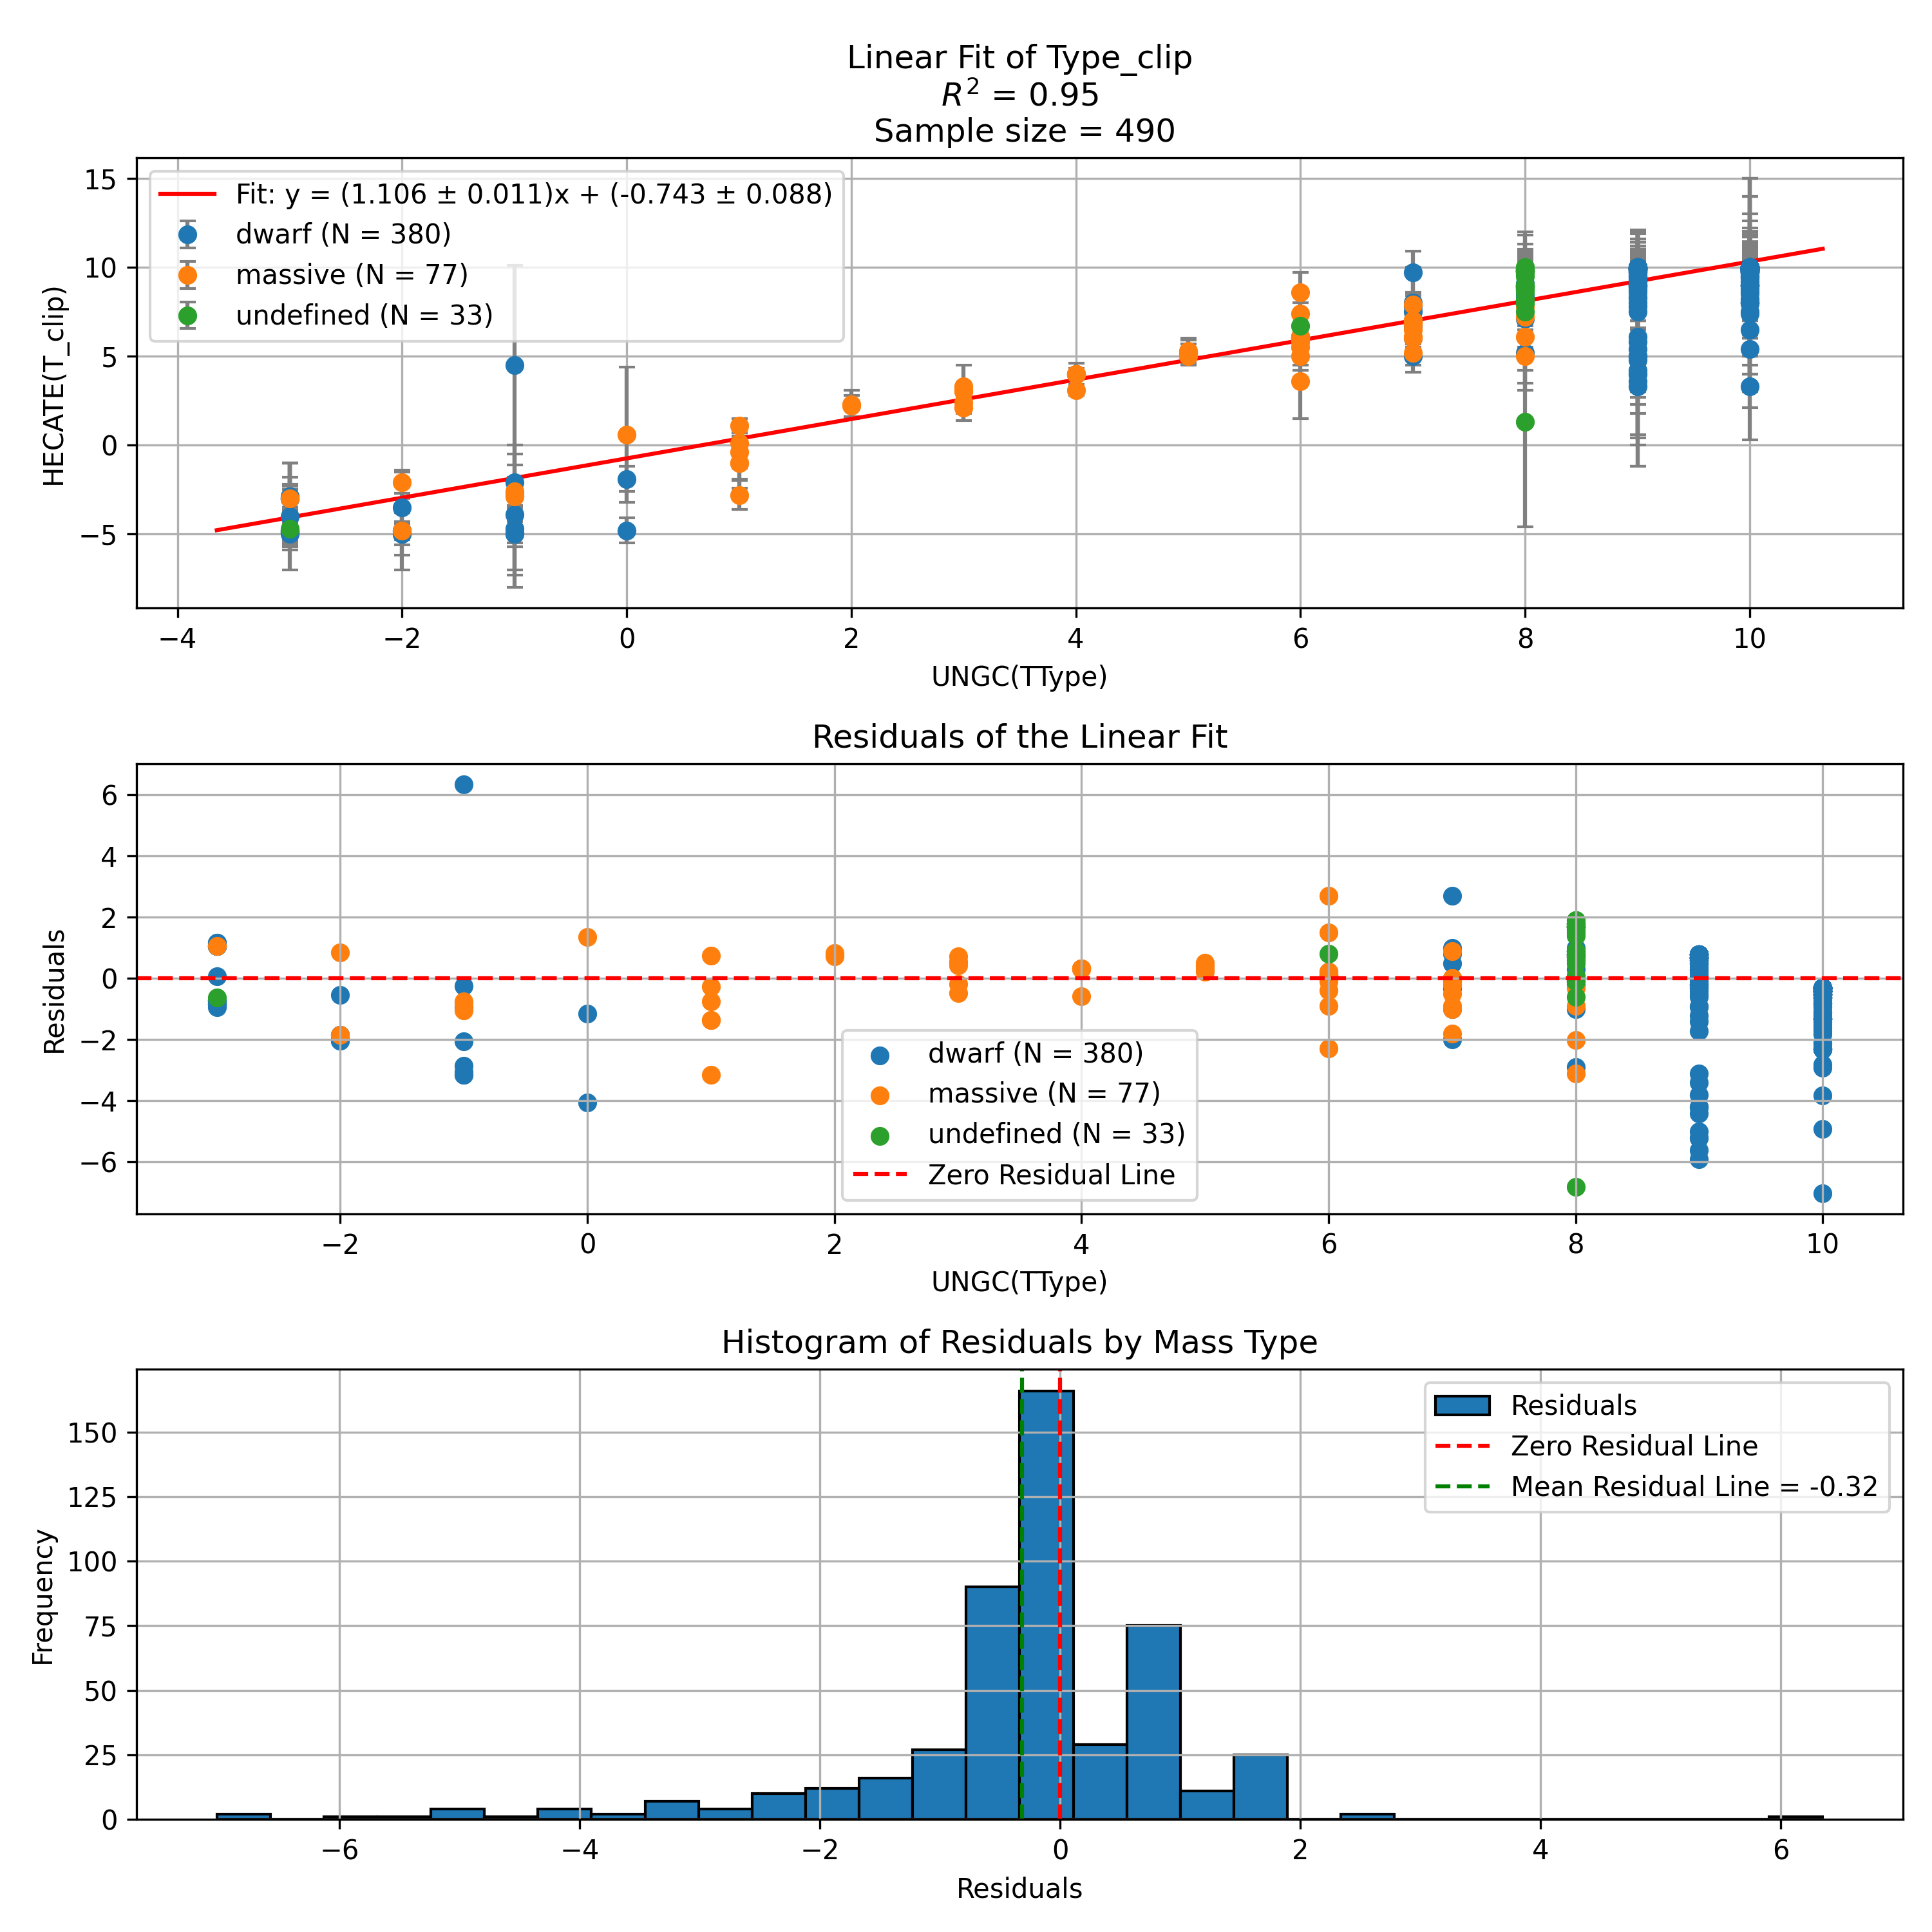 Linear Fit of Type_clip
R² = 0.95
Sample size = 490
Fit: y = (1.106 ± 0.011)x + (-0.743 ± 0.088)
dwarf (N = 380)
massive (N = 77)
undefined (N = 33)
15
10
5
0
−5
HECATE(T_clip)
−4 −2 0 2 4 6 8 10
UNGC(TType)
Residuals of the Linear Fit
6
4
2
0
−2
−4
−6
Residuals
dwarf (N = 380)
massive (N = 77)
undefined (N = 33)
Zero Residual Line
−2 0 2 4 6 8 10
UNGC(TType)
Histogram of Residuals by Mass Type
Residuals
Zero Residual Line
Mean Residual Line = -0.32
150
125
100
75
50
25
0
Frequency
−6 −4 −2 0 2 4 6
Residuals